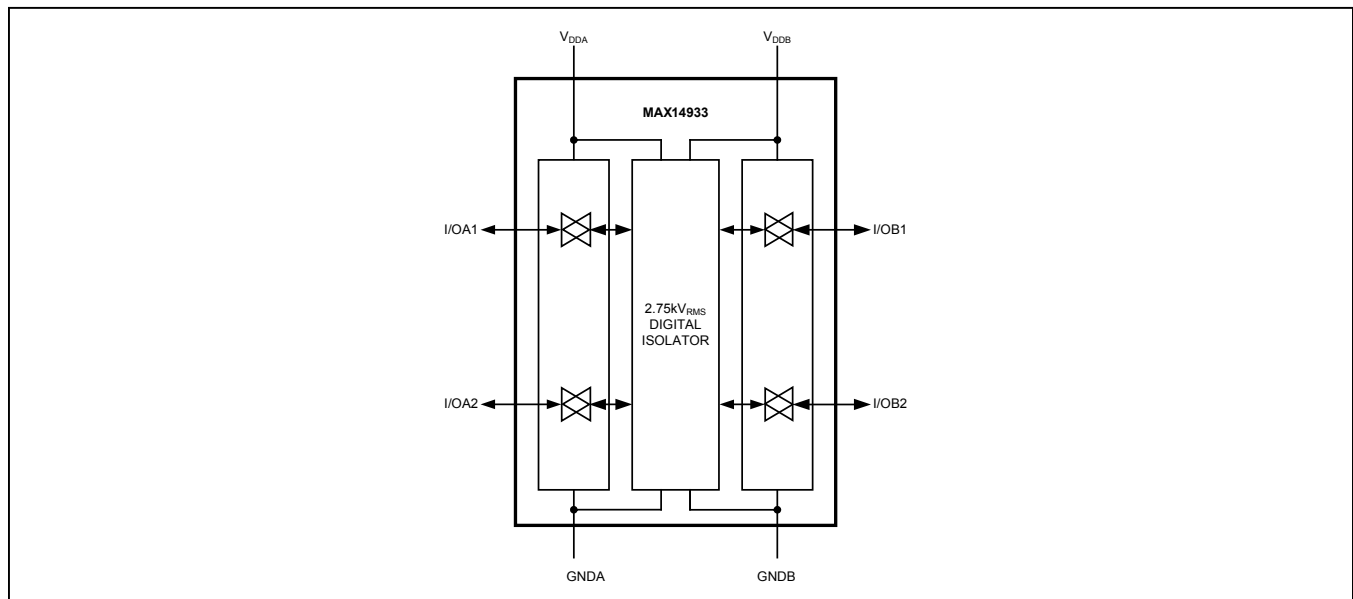 VDDA
VDDB
MAX14933
I/OA1
I/OB1
2.75kVRMS
DIGITAL
ISOLATOR
I/OA2
I/OB2
GNDA
GNDB